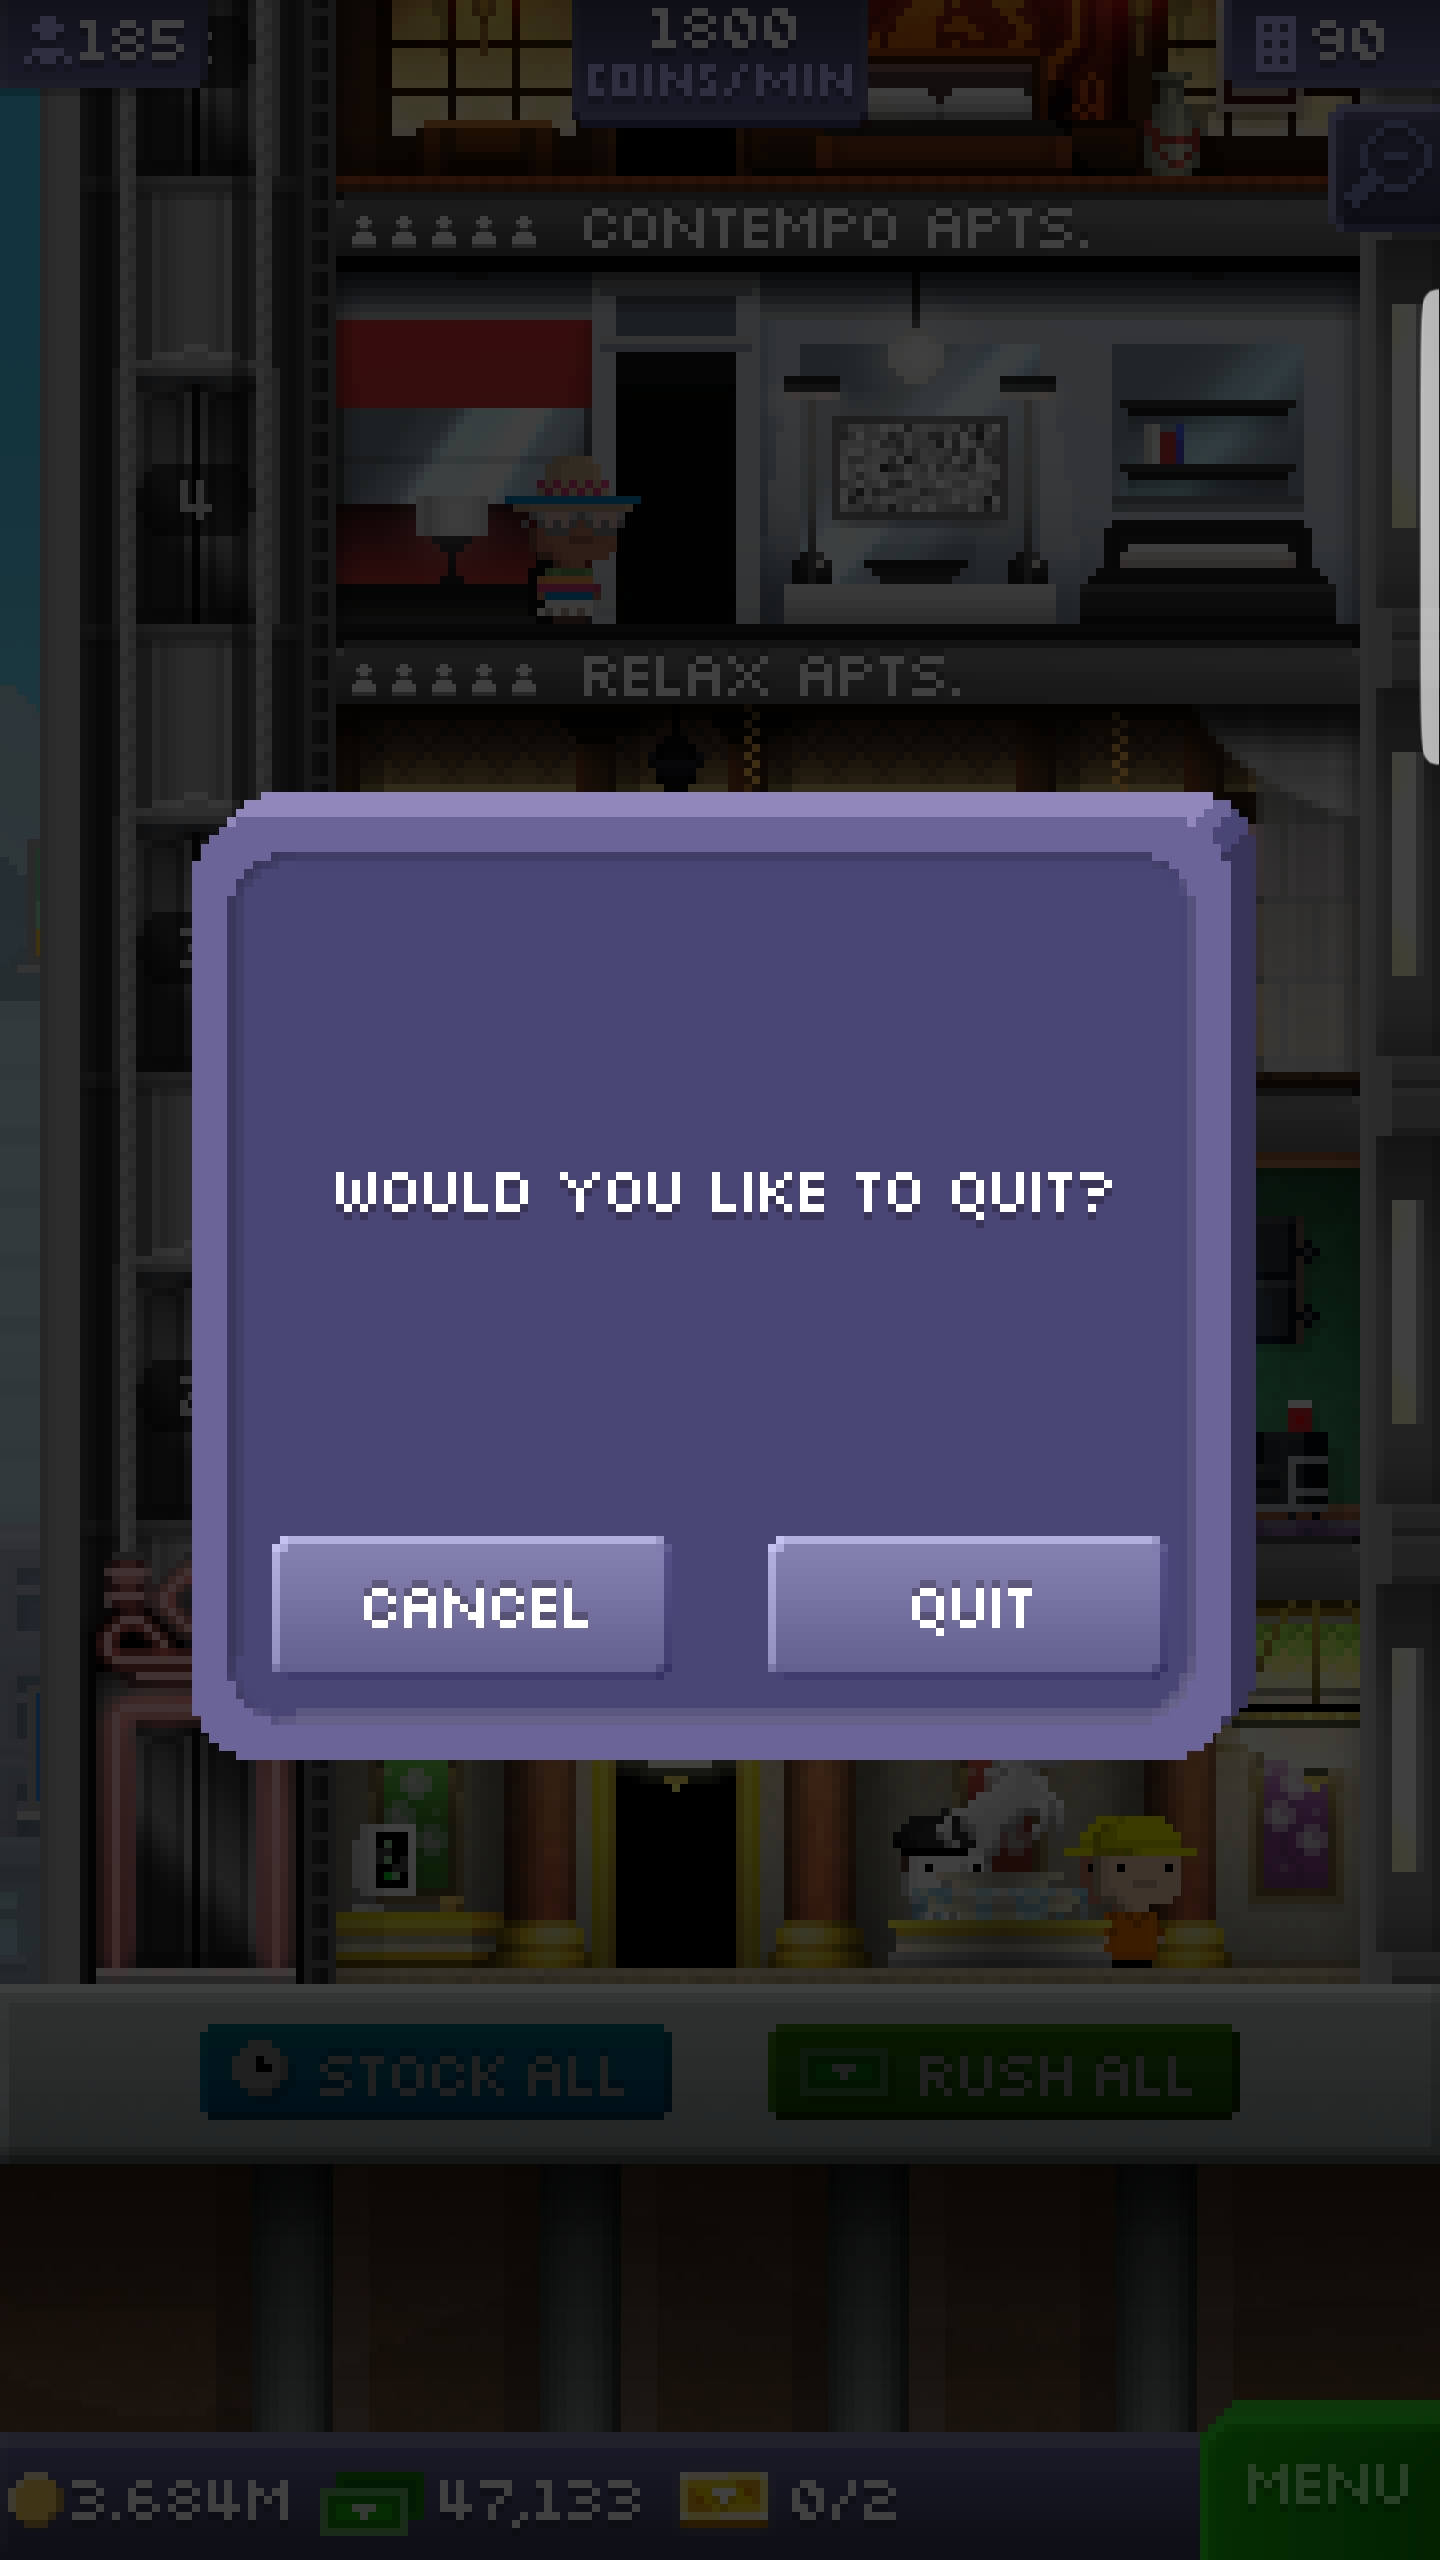 185
1800
COINS/MIN
90
CONTEMPO APTS.
4
RELAX APTS.
WOULD YOU LIKE TO QUIT?
CANCEL
QUIT
STOCK ALL
RUSH ALL
3.684M
47,133
0/2
MENU